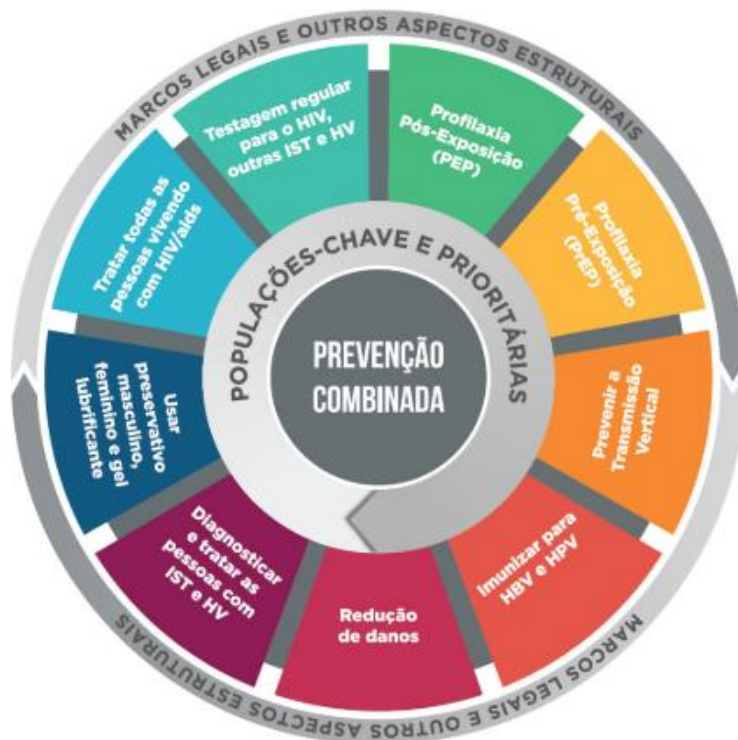 MARCOS LEGAIS E OUTROS ASPECTOS ESTRUTURAIS
Testagem regular
para o HIV,
outras IST e HV
Profilaxia
Pós-Exposição
(PEP)
Profilaxia
Pré-Exposição
(PrEP)
Prevenir a
Transmissão
Vertical
Imunizar para
HBV e HPV
Redução
de danos
Diagnosticar
e tratar as
pessoas com
IST e HV
Usar
preservativo
masculino,
feminino e gel
lubrificante
Tratar todas as
pessoas vivendo
com HIV/aids
POPULAÇÕES-CHAVE E PRIORITÁRIAS
PREVENÇÃO
COMBINADA
MARCOS LEGAIS E OUTROS ASPECTOS ESTRUTURAIS